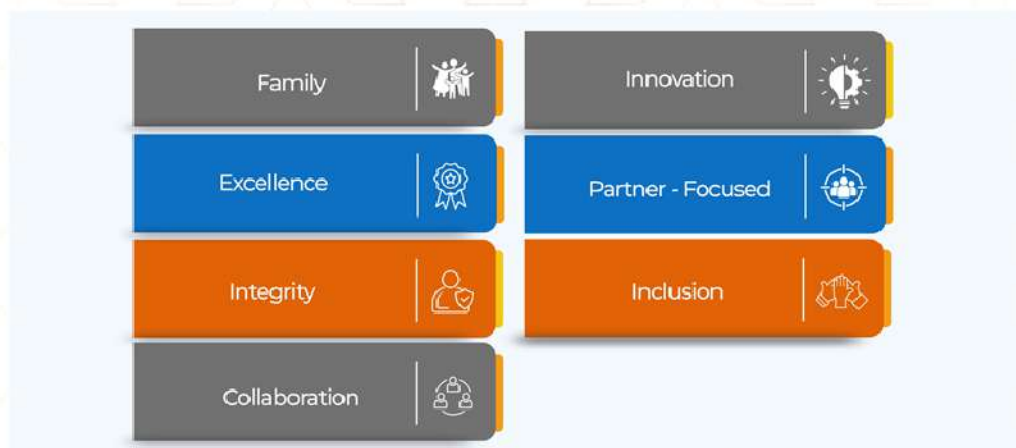 Family
Excellence
Integrity
Collaboration
Innovation
Partner - Focused
Inclusion